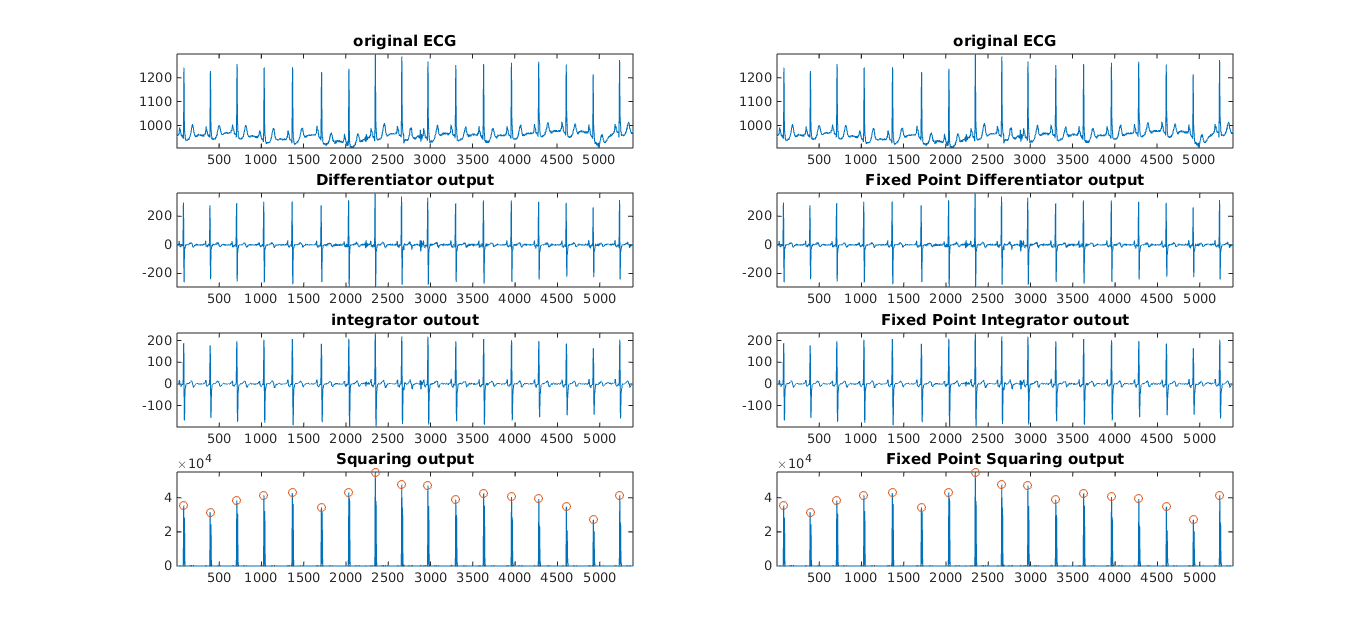 original ECG
1200
1100
1000
500 1000 1500 2000 2500 3000 3500 4000 4500 5000
Differentiator output
200
0
-200
500 1000 1500 2000 2500 3000 3500 4000 4500 5000
integrator outout
200
100
0
-100
500 1000 1500 2000 2500 3000 3500 4000 4500 5000
×10^4
Squaring output
4
2
0
500 1000 1500 2000 2500 3000 3500 4000 4500 5000
original ECG
1200
1100
1000
500 1000 1500 2000 2500 3000 3500 4000 4500 5000
Fixed Point Differentiator output
200
0
-200
500 1000 1500 2000 2500 3000 3500 4000 4500 5000
Fixed Point Integrator outout
200
100
0
-100
500 1000 1500 2000 2500 3000 3500 4000 4500 5000
×10^4
Fixed Point Squaring output
4
2
0
500 1000 1500 2000 2500 3000 3500 4000 4500 5000